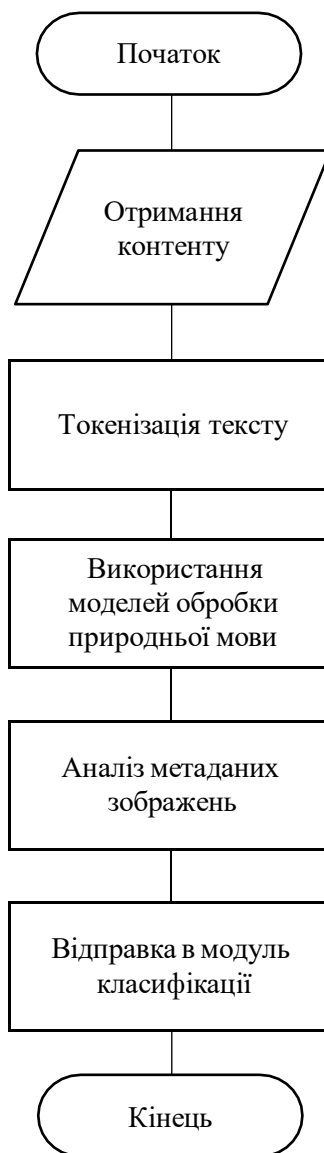 Початок
Отримання
контенту
Токенізація тексту
Використання
моделей обробки
природньої мови
Аналіз метаданих
зображень
Відправка в модуль
класифікації
Кінець